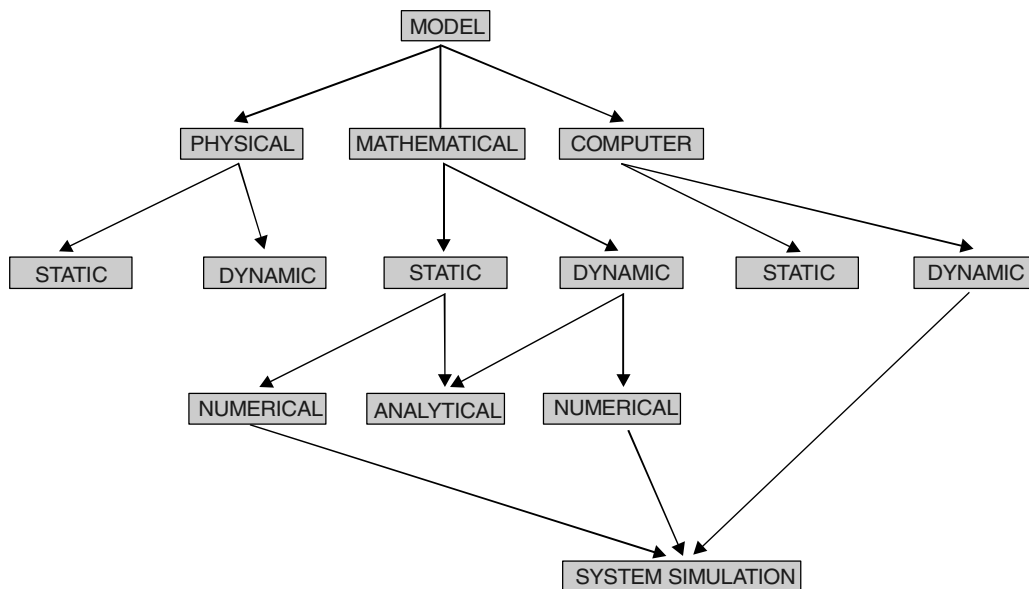 MODEL
PHYSICAL
MATHEMATICAL
COMPUTER
STATIC
DYNAMIC
STATIC
DYNAMIC
STATIC
DYNAMIC
NUMERICAL
ANALYTICAL
NUMERICAL
SYSTEM SIMULATION